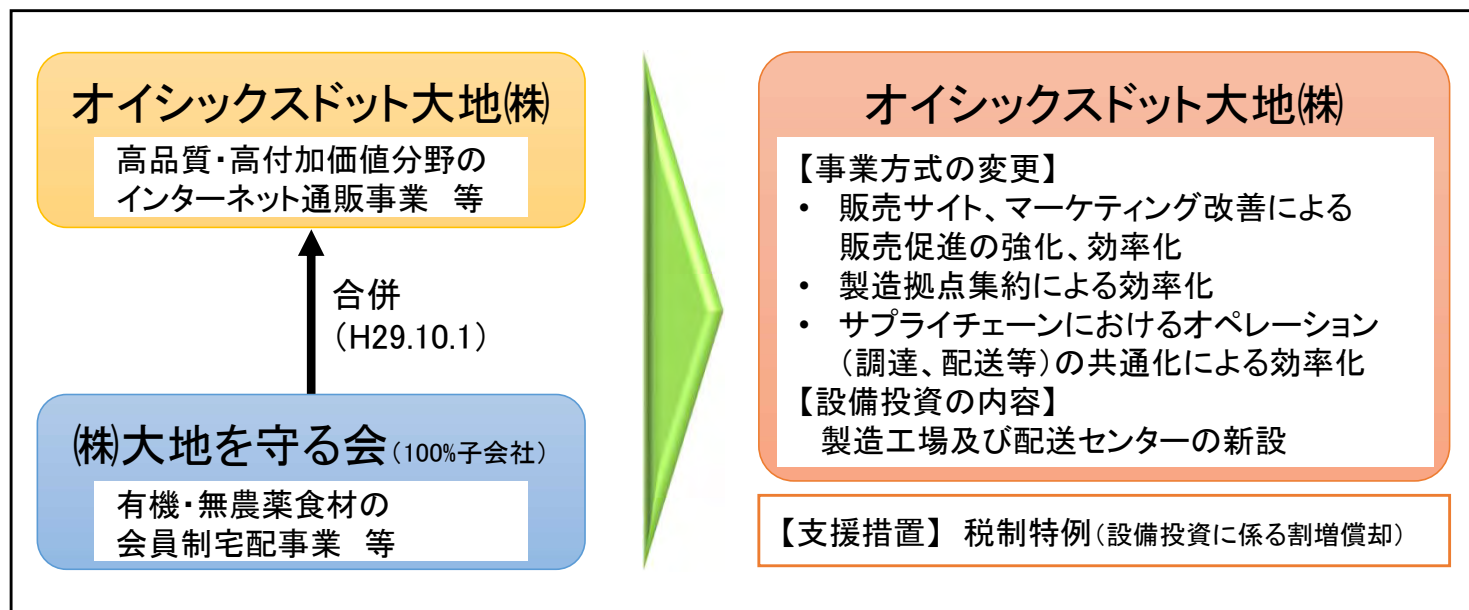 オイシックスドット大地㈱
高品質・高付加価値分野の
インターネット通販事業 等
合併
(H29.10.1)
㈱大地を守る会(100%子会社)
有機・無農薬食材の
会員制宅配事業 等
オイシックスドット大地㈱
【事業方式の変更】
・ 販売サイト、マーケティング改善による
販売促進の強化、効率化
・ 製造拠点集約による効率化
・ サプライチェーンにおけるオペレーション
(調達、配送等)の共通化による効率化
【設備投資の内容】
製造工場及び配送センターの新設
【支援措置】 税制特例(設備投資に係る割増償却)